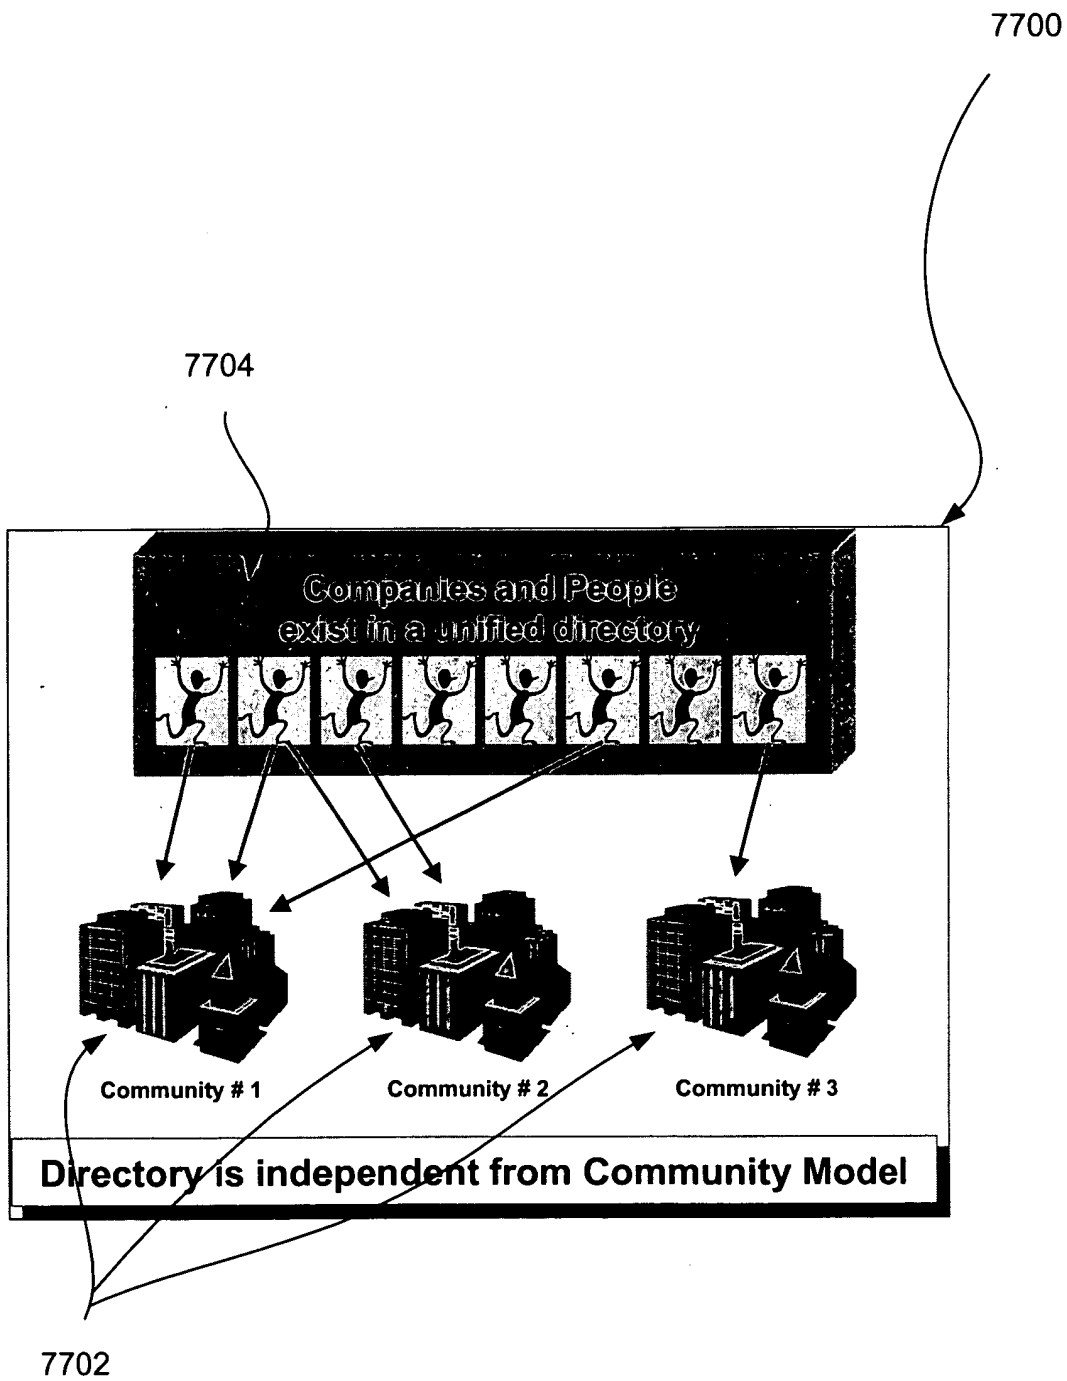 7700
7704
Companies and People
exist in a unified directory
Community # 1
Community # 2
Community # 3
Directory is independent from Community Model
7702